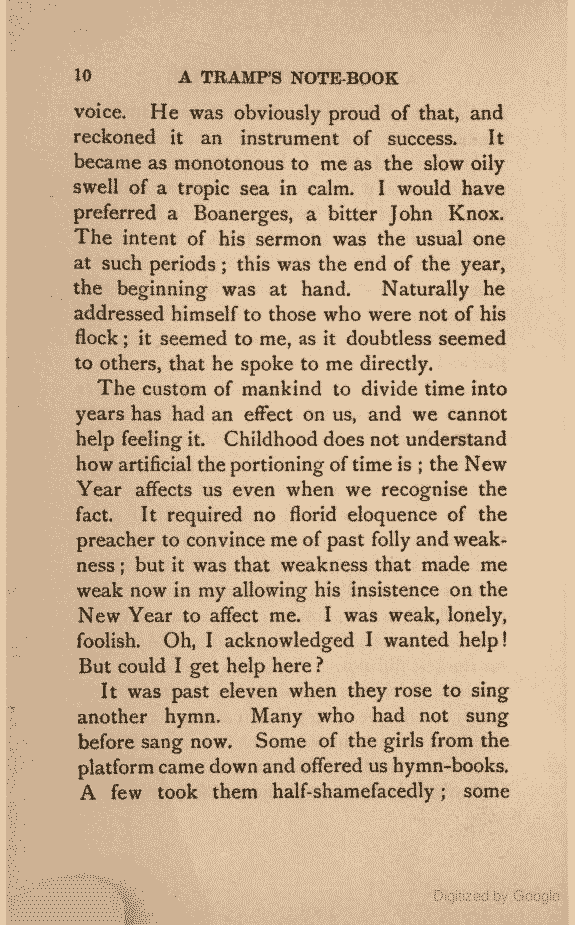 10 A TRAMP'S NOTE-BOOK
voice. He was obviously proud of that, and
reckoned it an instrument of success. It
became as monotonous to me as the slow oily
swell of a tropic sea in calm. I would have
preferred a Boanerges, a bitter John Knox.
The intent of his sermon was the usual one
at such periods; this was the end of the year,
the beginning was at hand. Naturally he
addressed himself to those who were not of his
flock; it seemed to me, as it doubtless seemed
to others, that he spoke to me directly.
The custom of mankind to divide time into
years has had an effect on us, and we cannot
help feeling it. Childhood does not understand
how artificial the portioning of time is; the New
Year affects us even when we recognise the
fact. It required no florid eloquence of the
preacher to convince me of past folly and weak-
ness; but it was that weakness that made me
weak now in my allowing his insistence on the
New Year to affect me. I was weak, lonely,
foolish. Oh, I acknowledged I wanted help!
But could I get help here?
It was past eleven when they rose to sing
another hymn. Many who had not sung
before sang now. Some of the girls from the
platform came down and offered us hymn-books.
A few took them half-shamefacedly; some
Digitized by Google